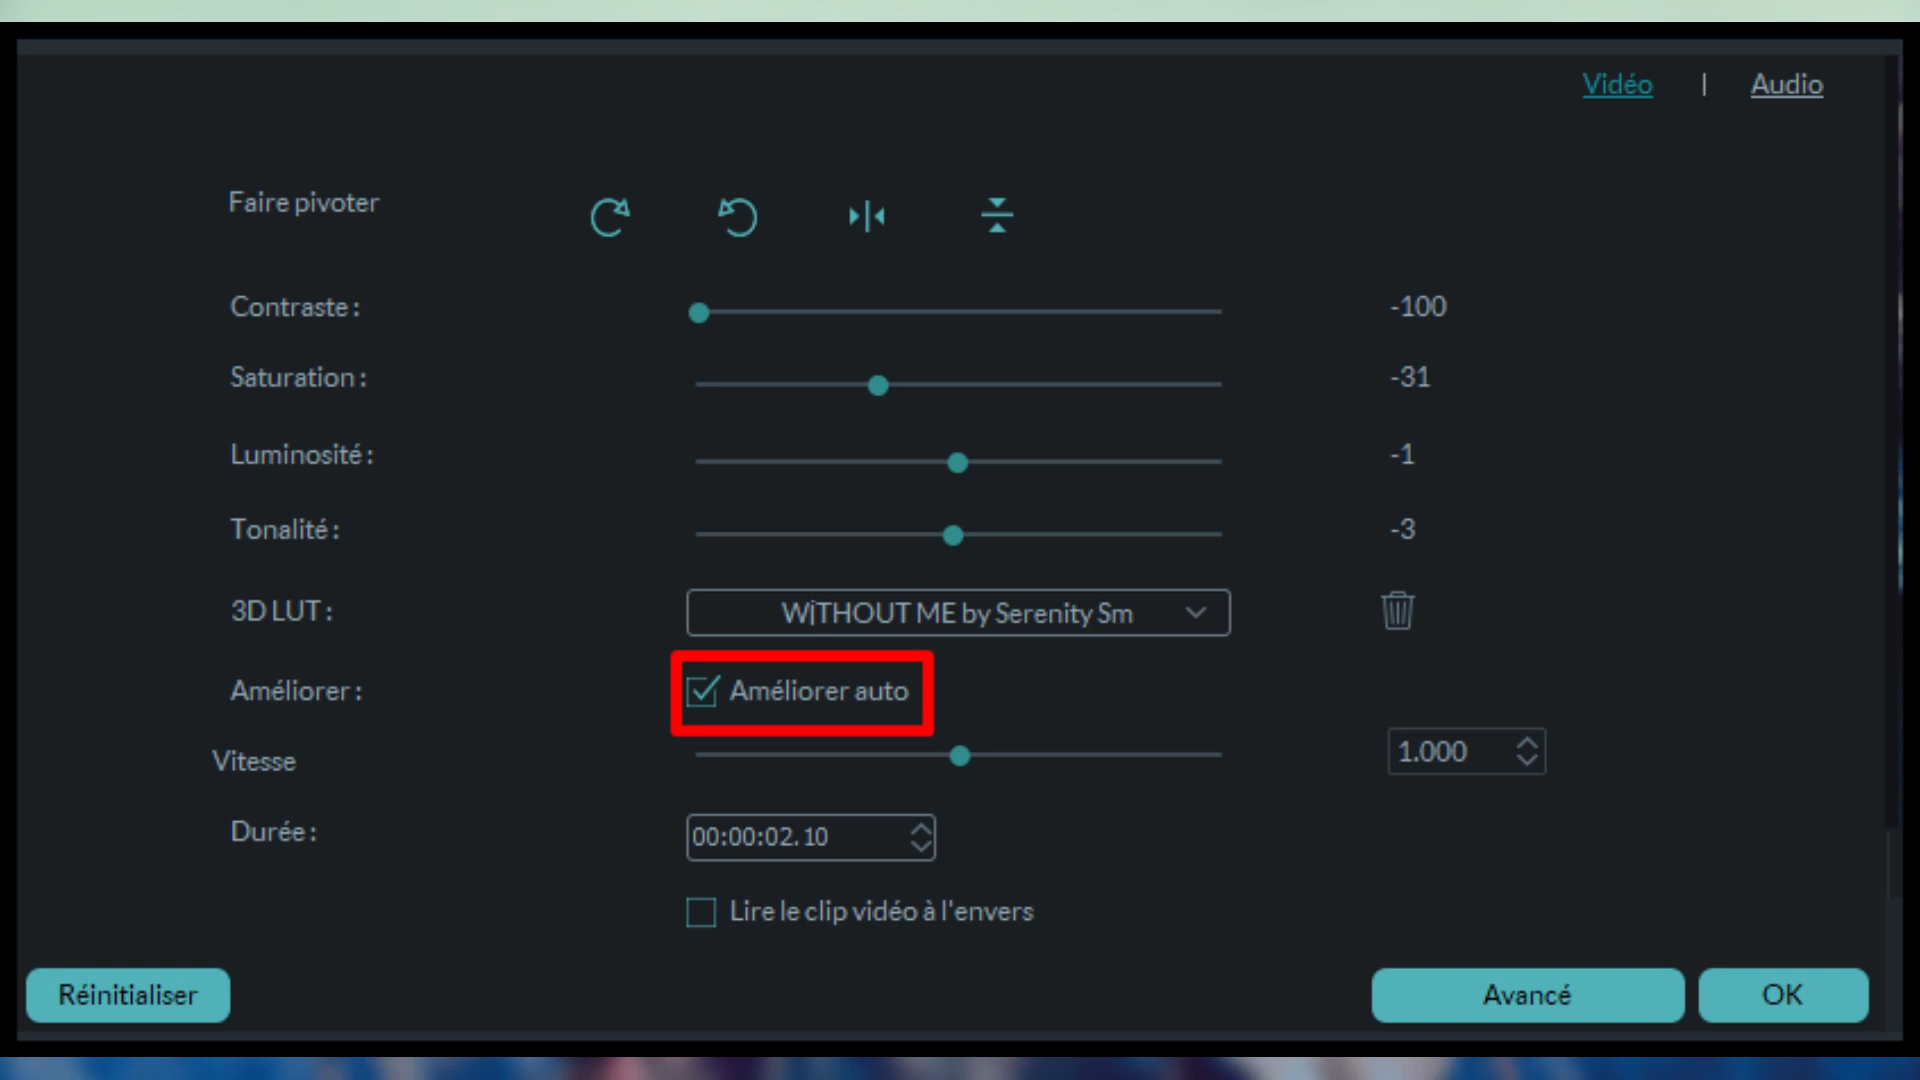 Vidéo | Audio
Faire pivoter
Contraste : -100
Saturation : -31
Luminosité : -1
Tonalité : -3
3D LUT : WiTHOUT ME by Serenity Sm
Améliorer : Améliorer auto
Vitesse 1.000
Durée : 00:00:02.10
Lire le clip vidéo à l'envers
Réinitialiser Avancé OK